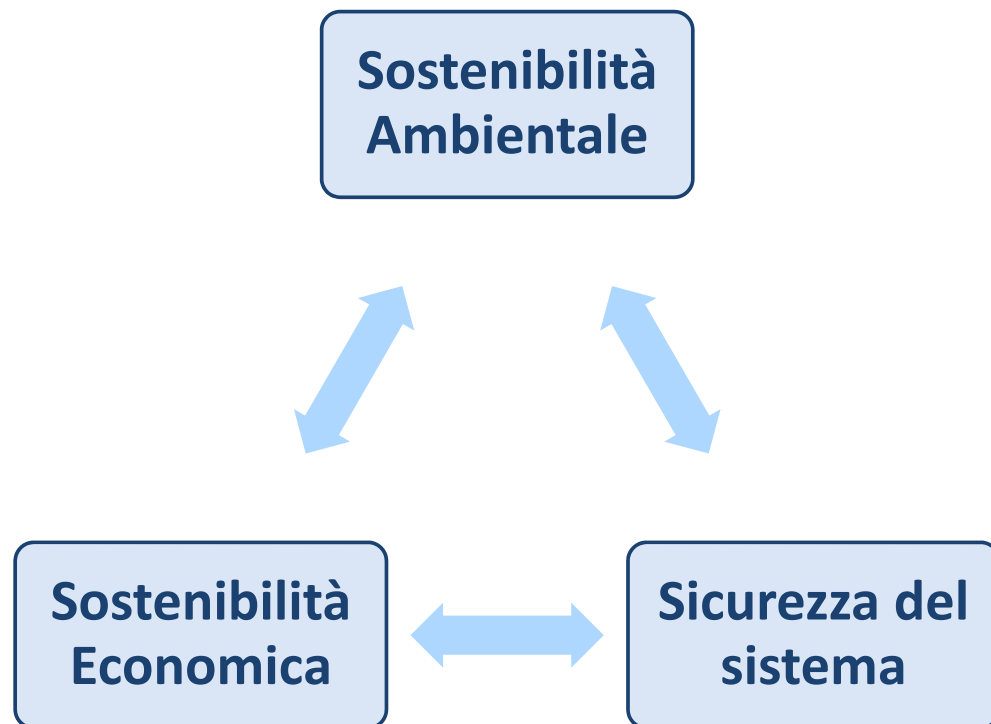 Sostenibilità
Ambientale
Sostenibilità
Economica
Sicurezza del
sistema